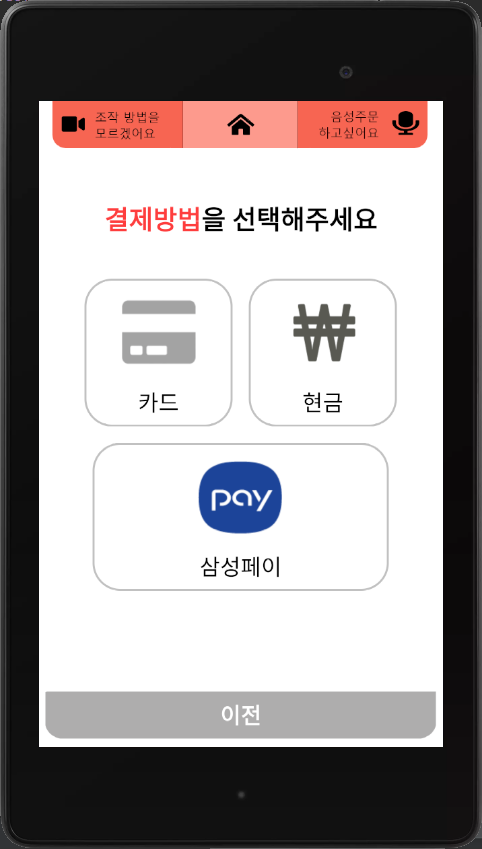 조작 방법을
모르겠어요
음성주문
하고싶어요
결제방법을 선택해주세요
카드
현금
pay
삼성페이
이전